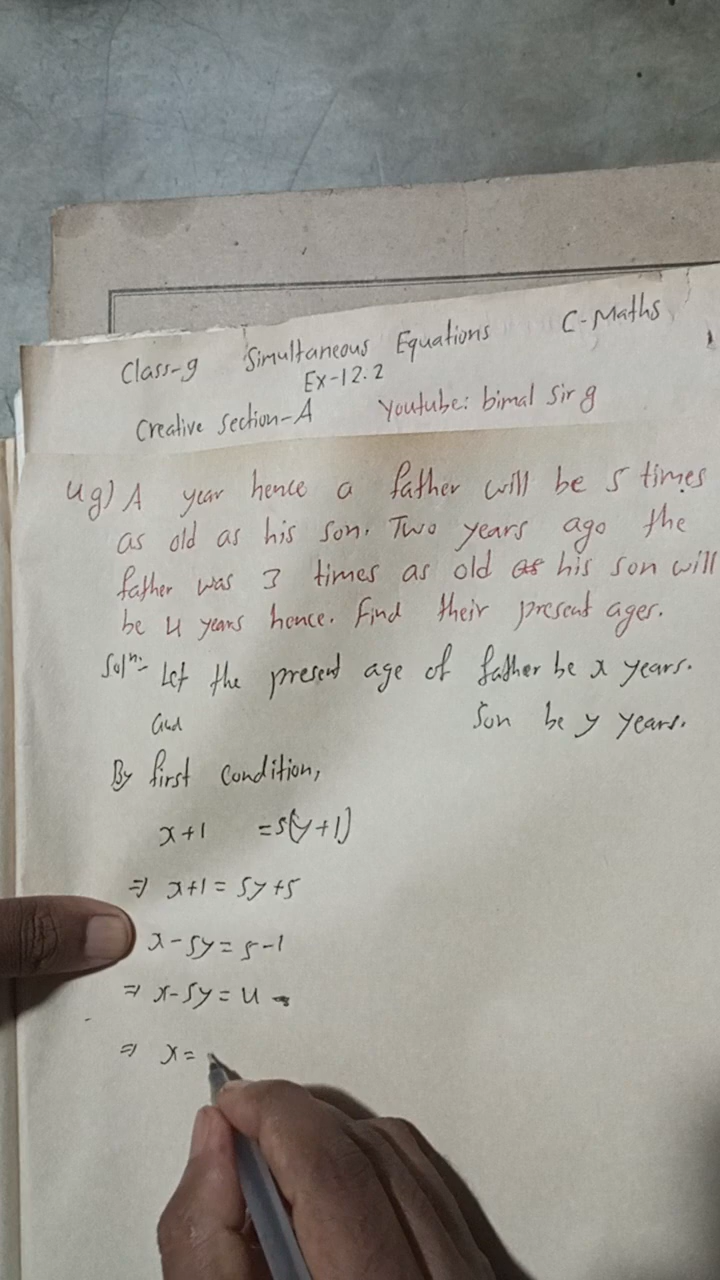 Class-9 Simultaneous Equations C-Maths
Ex-12.2
Creative Section-A Youtube: bimal sir 9
4g) A year hence a father will be 5 times
as old as his son. Two years ago the
father was 3 times as old as his son will
be 4 years hence. Find their present ages.
Solⁿ:- Let the present age of father be x years.
and son be y years.
By first condition,
x+1 =5(y+1)
⇒ x+1 = 5y+5
x-5y = 5-1
⇒ x-5y = 4
⇒ x=